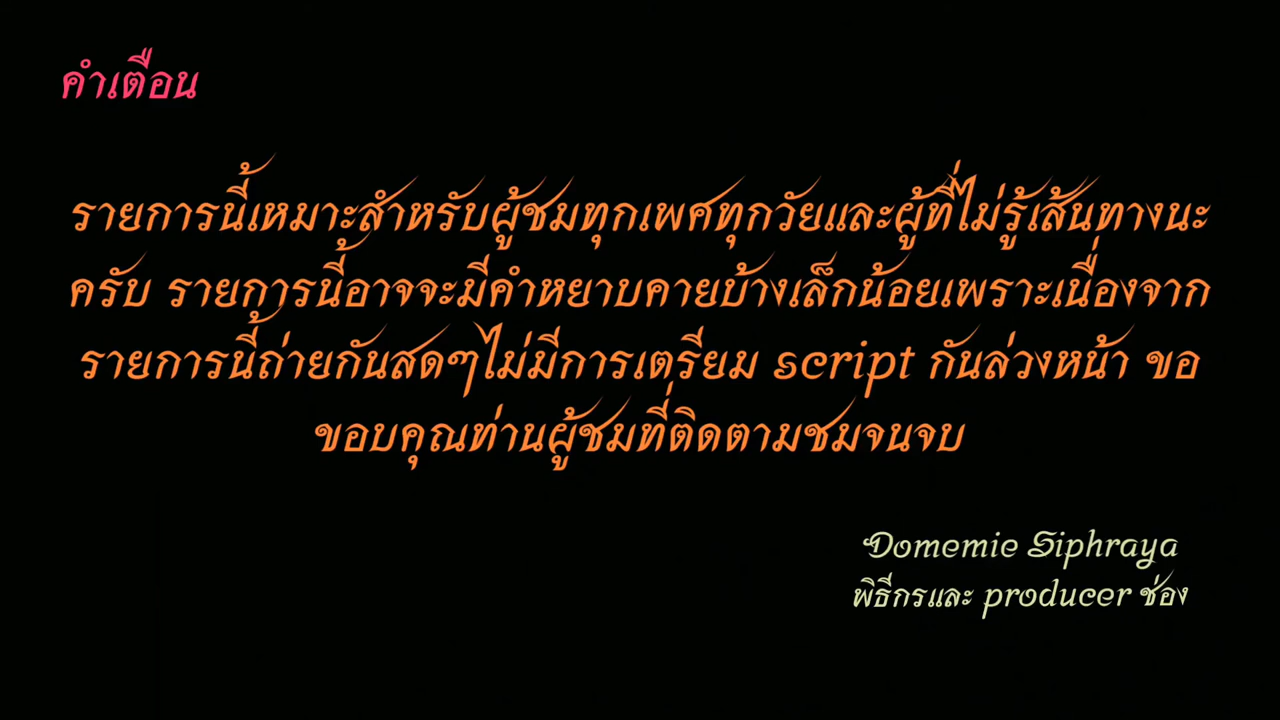 คำเตือน
รายการนี้เหมาะสำหรับผู้ชมทุกเพศทุกวัยและผู้ที่ไม่รู้เส้นทางนะ
ครับ รายการนี้อาจจะมีคำหยาบคายบ้างเล็กน้อยเพราะเนื่องจาก
รายการนี้ถ่ายกันสดๆไม่มีการเตรียม script กันล่วงหน้า ขอ
ขอบคุณท่านผู้ชมที่ติดตามชมจนจบ
Domemie Siphraya
พิธีกรและ producer ช่อง